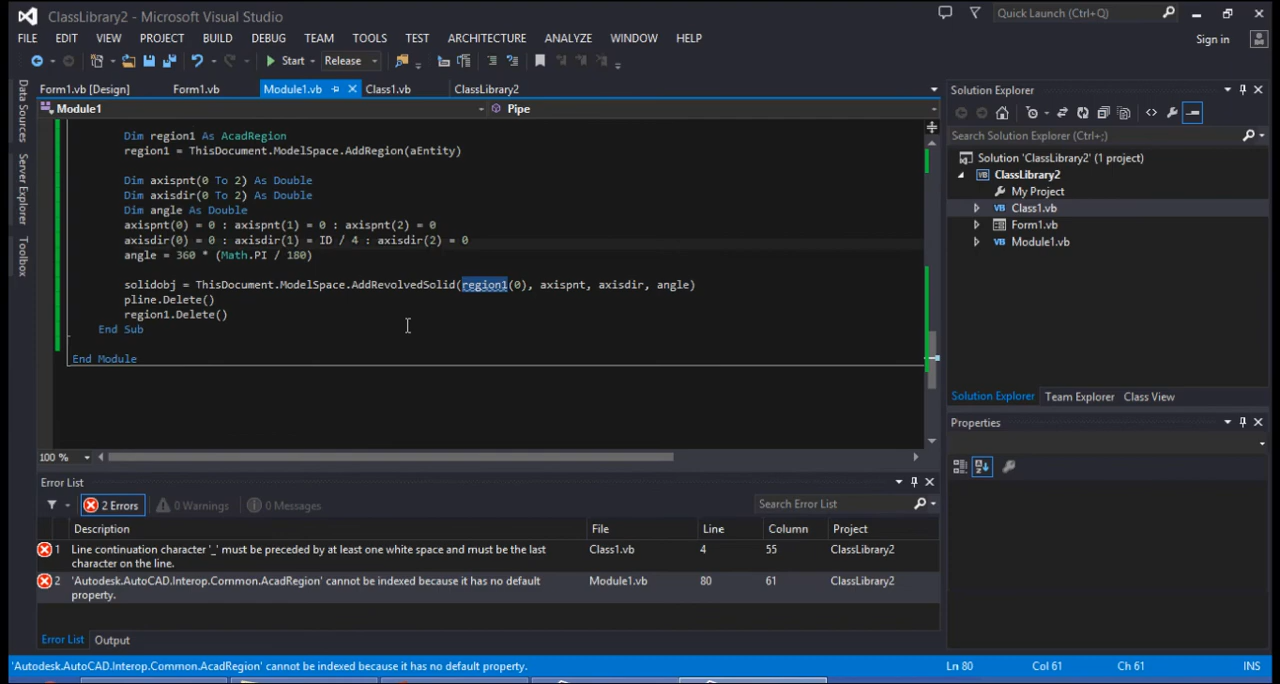 ClassLibrary2 - Microsoft Visual Studio
Quick Launch (Ctrl+Q)
FILE EDIT VIEW PROJECT BUILD DEBUG TEAM TOOLS TEST ARCHITECTURE ANALYZE WINDOW HELP
Sign in
Start Release
Form1.vb [Design] Form1.vb Module1.vb Class1.vb ClassLibrary2
Module1 Pipe
Data Sources
Server Explorer
Toolbox
Dim region1 As AcadRegion
region1 = ThisDocument.ModelSpace.AddRegion(aEntity)
Dim axispnt(0 To 2) As Double
Dim axisdir(0 To 2) As Double
Dim angle As Double
axispnt(0) = 0 : axispnt(1) = 0 : axispnt(2) = 0
axisdir(0) = 0 : axisdir(1) = ID / 4 : axisdir(2) = 0
angle = 360 * (Math.PI / 180)
solidobj = ThisDocument.ModelSpace.AddRevolvedSolid(region1(0), axispnt, axisdir, angle)
pline.Delete()
region1.Delete()
End Sub
End Module
100 %
Solution Explorer
Search Solution Explorer (Ctrl+;)
Solution 'ClassLibrary2' (1 project)
VB ClassLibrary2
My Project
VB Class1.vb
Form1.vb
VB Module1.vb
Solution Explorer Team Explorer Class View
Properties
Error List
2 Errors 0 Warnings 0 Messages
Search Error List
Description File Line Column Project
1 Line continuation character '_' must be preceded by at least one white space and must be the last character on the line. Class1.vb 4 55 ClassLibrary2
2 'Autodesk.AutoCAD.Interop.Common.AcadRegion' cannot be indexed because it has no default property. Module1.vb 80 61 ClassLibrary2
Error List Output
'Autodesk.AutoCAD.Interop.Common.AcadRegion' cannot be indexed because it has no default property.
Ln 80 Col 61 Ch 61 INS